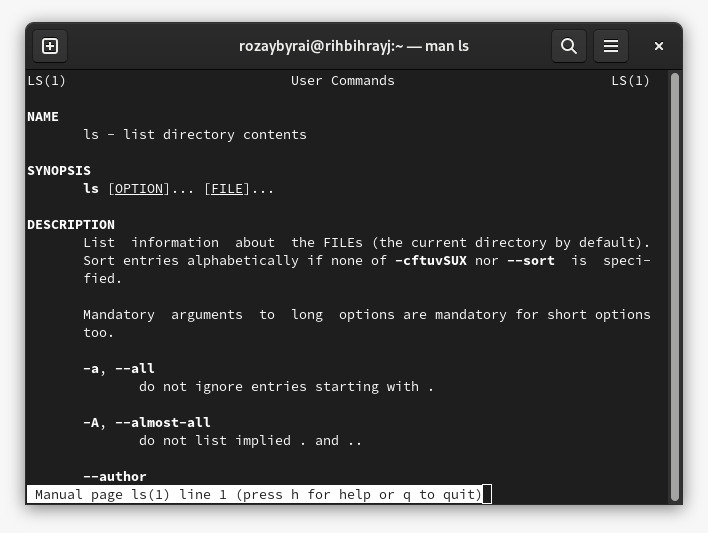 rozaybyrai@rihbihrayj:~ — man ls
LS(1) User Commands LS(1)
NAME
ls - list directory contents
SYNOPSIS
ls [OPTION]... [FILE]...
DESCRIPTION
List information about the FILEs (the current directory by default).
Sort entries alphabetically if none of -cftuvSUX nor --sort is speci-
fied.
Mandatory arguments to long options are mandatory for short options
too.
-a, --all
do not ignore entries starting with .
-A, --almost-all
do not list implied . and ..
--author
Manual page ls(1) line 1 (press h for help or q to quit)